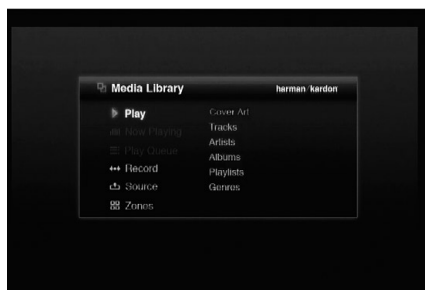 Media Library
harman/kardon
Play
Now Playing
Play Queue
Record
Source
Zones
Cover Art
Tracks
Artists
Albums
Playlists
Genres